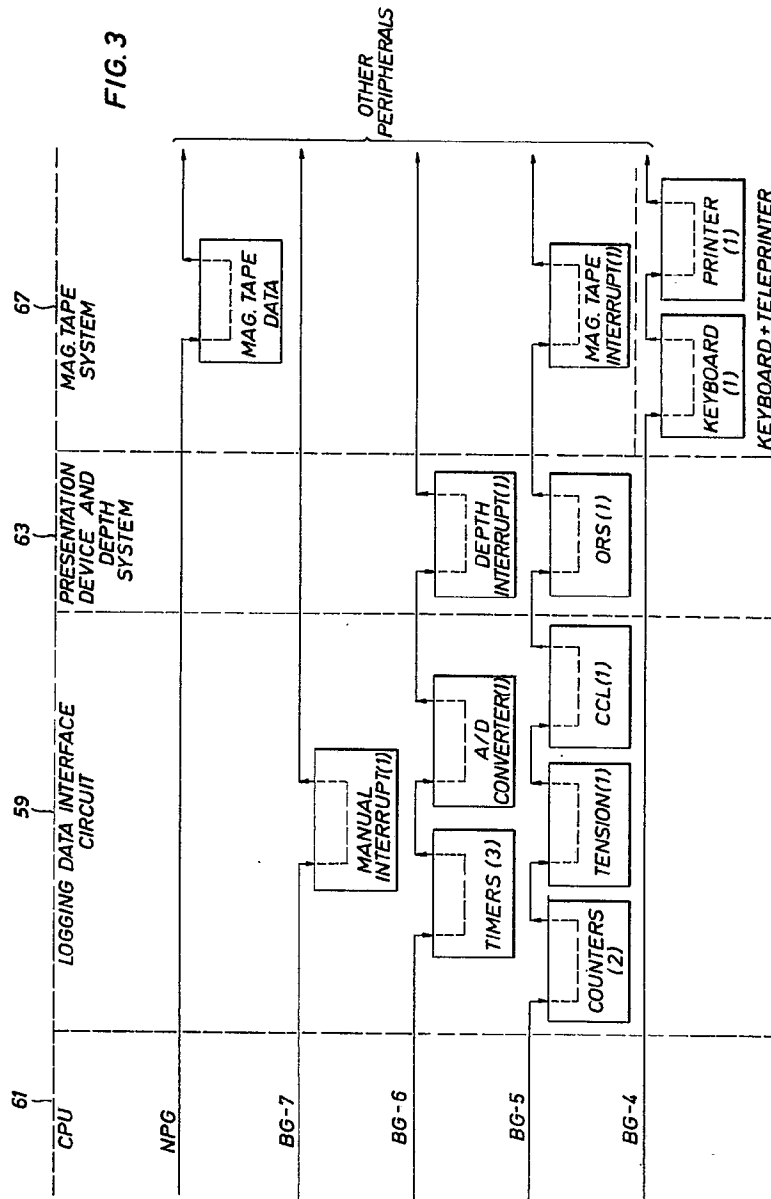 FIG. 3
61
59
63
67
CPU
LOGGING DATA INTERFACE
CIRCUIT
PRESENTATION
DEVICE AND
DEPTH
SYSTEM
MAG. TAPE
SYSTEM
NPG
MAG. TAPE
DATA
BG-7
MANUAL
INTERRUPT(1)
OTHER
PERIPHERALS
BG-6
TIMERS (3)
A/D
CONVERTER(1)
DEPTH
INTERRUPT(1)
BG-5
COUNTERS
(2)
TENSION(1)
CCL(1)
ORS(1)
MAG. TAPE
INTERRUPT(1)
BG-4
KEYBOARD
(1)
PRINTER
(1)
KEYBOARD + TELEPRINTER